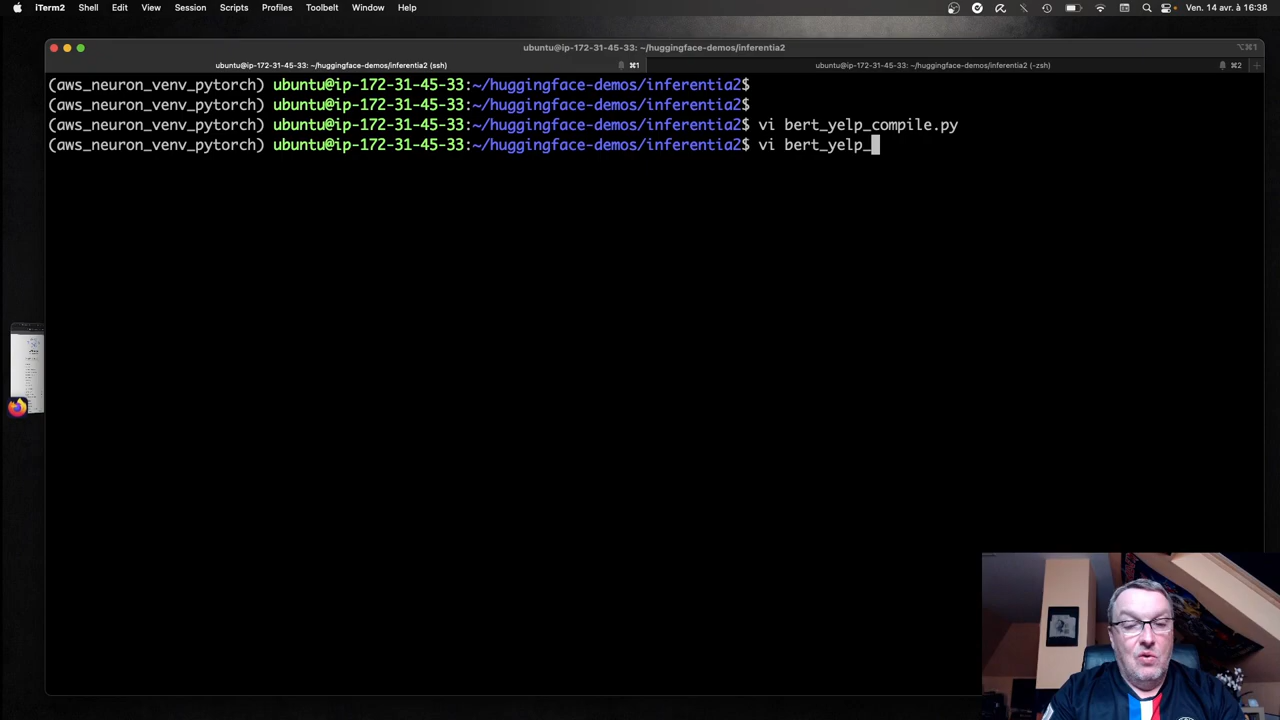 iTerm2 Shell Edit View Session Scripts Profiles Toolbelt Window Help Ven. 14 avr. à 16:38
ubuntu@ip-172-31-45-33: ~/huggingface-demos/inferentia2 ⌥⌘1
ubuntu@ip-172-31-45-33: ~/huggingface-demos/inferentia2 (ssh) ⌘1 ubuntu@ip-172-31-45-33: ~/huggingface-demos/inferentia2 (-zsh) ⌘2
(aws_neuron_venv_pytorch) ubuntu@ip-172-31-45-33:~/huggingface-demos/inferentia2$
(aws_neuron_venv_pytorch) ubuntu@ip-172-31-45-33:~/huggingface-demos/inferentia2$
(aws_neuron_venv_pytorch) ubuntu@ip-172-31-45-33:~/huggingface-demos/inferentia2$ vi bert_yelp_compile.py
(aws_neuron_venv_pytorch) ubuntu@ip-172-31-45-33:~/huggingface-demos/inferentia2$ vi bert_yelp_